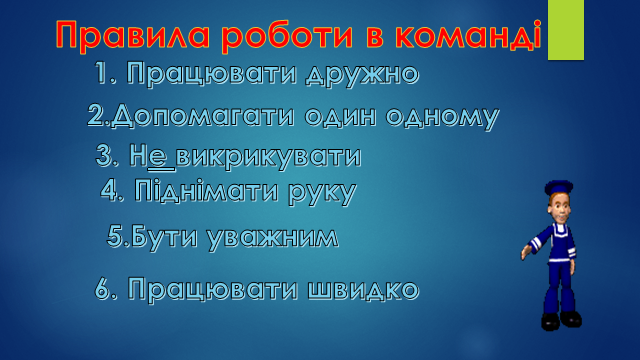 Правила роботи в команді
1. Працювати дружно
2.Допомагати один одному
3. Не викрикувати
4. Піднімати руку
5.Бути уважним
6. Працювати швидко